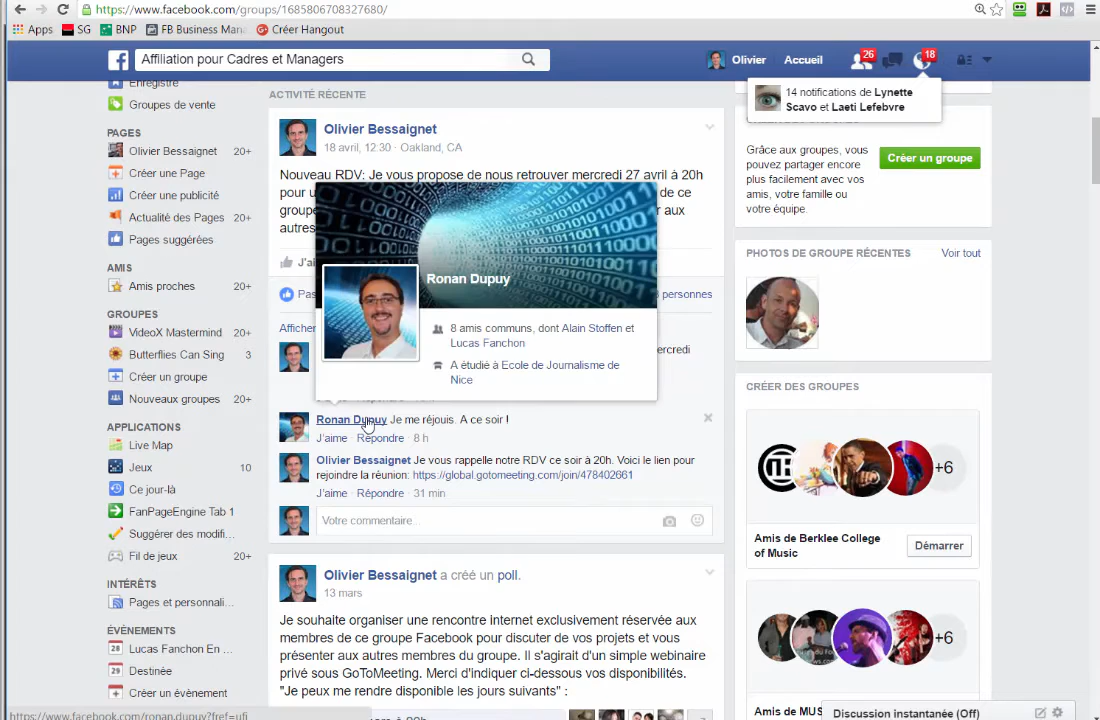 https://www.facebook.com/groups/1685806708327680/
Apps
SG
BNP
FB Business Mana
Créer Hangout
Affiliation pour Cadres et Managers
Olivier
Accueil
26
18
14 notifications de Lynette
Scavo et Laeti Lefebvre
Enregistré
Groupes de vente
PAGES
Olivier Bessaignet 20+
Créer une Page
Créer une publicité
Actualité des Pages 20+
Pages suggérées
AMIS
Amis proches 20+
GROUPES
VideoX Mastermind 20+
Butterflies Can Sing 3
Créer un groupe
Nouveaux groupes 20+
APPLICATIONS
Live Map
Jeux 10
Ce jour-là
FanPageEngine Tab 1
Suggérer des modifi...
Fil de jeux 20+
INTÉRÊTS
Pages et personnali...
ÉVÈNEMENTS
28 Lucas Fanchon En ...
29 Destinée
Créer un évènement
https://www.facebook.com/ronan.dupuy?fref=ufi
ACTIVITÉ RÉCENTE
Olivier Bessaignet
18 avril, 12:30 · Oakland, CA
Nouveau RDV: Je vous propose de nous retrouver mercredi 27 avril à 20h
pour u
de ce
groupe
aux
autres
J'ai
Pas
personnes
Afficher
ercredi
Ronan Dupuy
8 amis communs, dont Alain Stoffen et
Lucas Fanchon
A étudié à Ecole de Journalisme de
Nice
Ronan Dupuy Je me réjouis. A ce soir !
J'aime · Répondre · 8 h
Olivier Bessaignet Je vous rappelle notre RDV ce soir à 20h. Voici le lien pour
rejoindre la réunion: https://global.gotomeeting.com/join/478402661
J'aime · Répondre · 31 min
Votre commentaire...
Olivier Bessaignet a créé un poll.
13 mars
Je souhaite organiser une rencontre internet exclusivement réservée aux
membres de ce groupe Facebook pour discuter de vos projets et vous
présenter aux autres membres du groupe. Il s'agirait d'un simple webinaire
privé sous GoToMeeting. Merci d'indiquer ci-dessous vos disponibilités.
"Je peux me rendre disponible les jours suivants" :
Grâce aux groupes, vous
pouvez partager encore
plus facilement avec vos
amis, votre famille ou
votre équipe.
Créer un groupe
PHOTOS DE GROUPE RÉCENTES
Voir tout
CRÉER DES GROUPES
+6
Amis de Berklee College
of Music
Démarrer
+6
Amis de MUS
Discussion instantanée (Off)